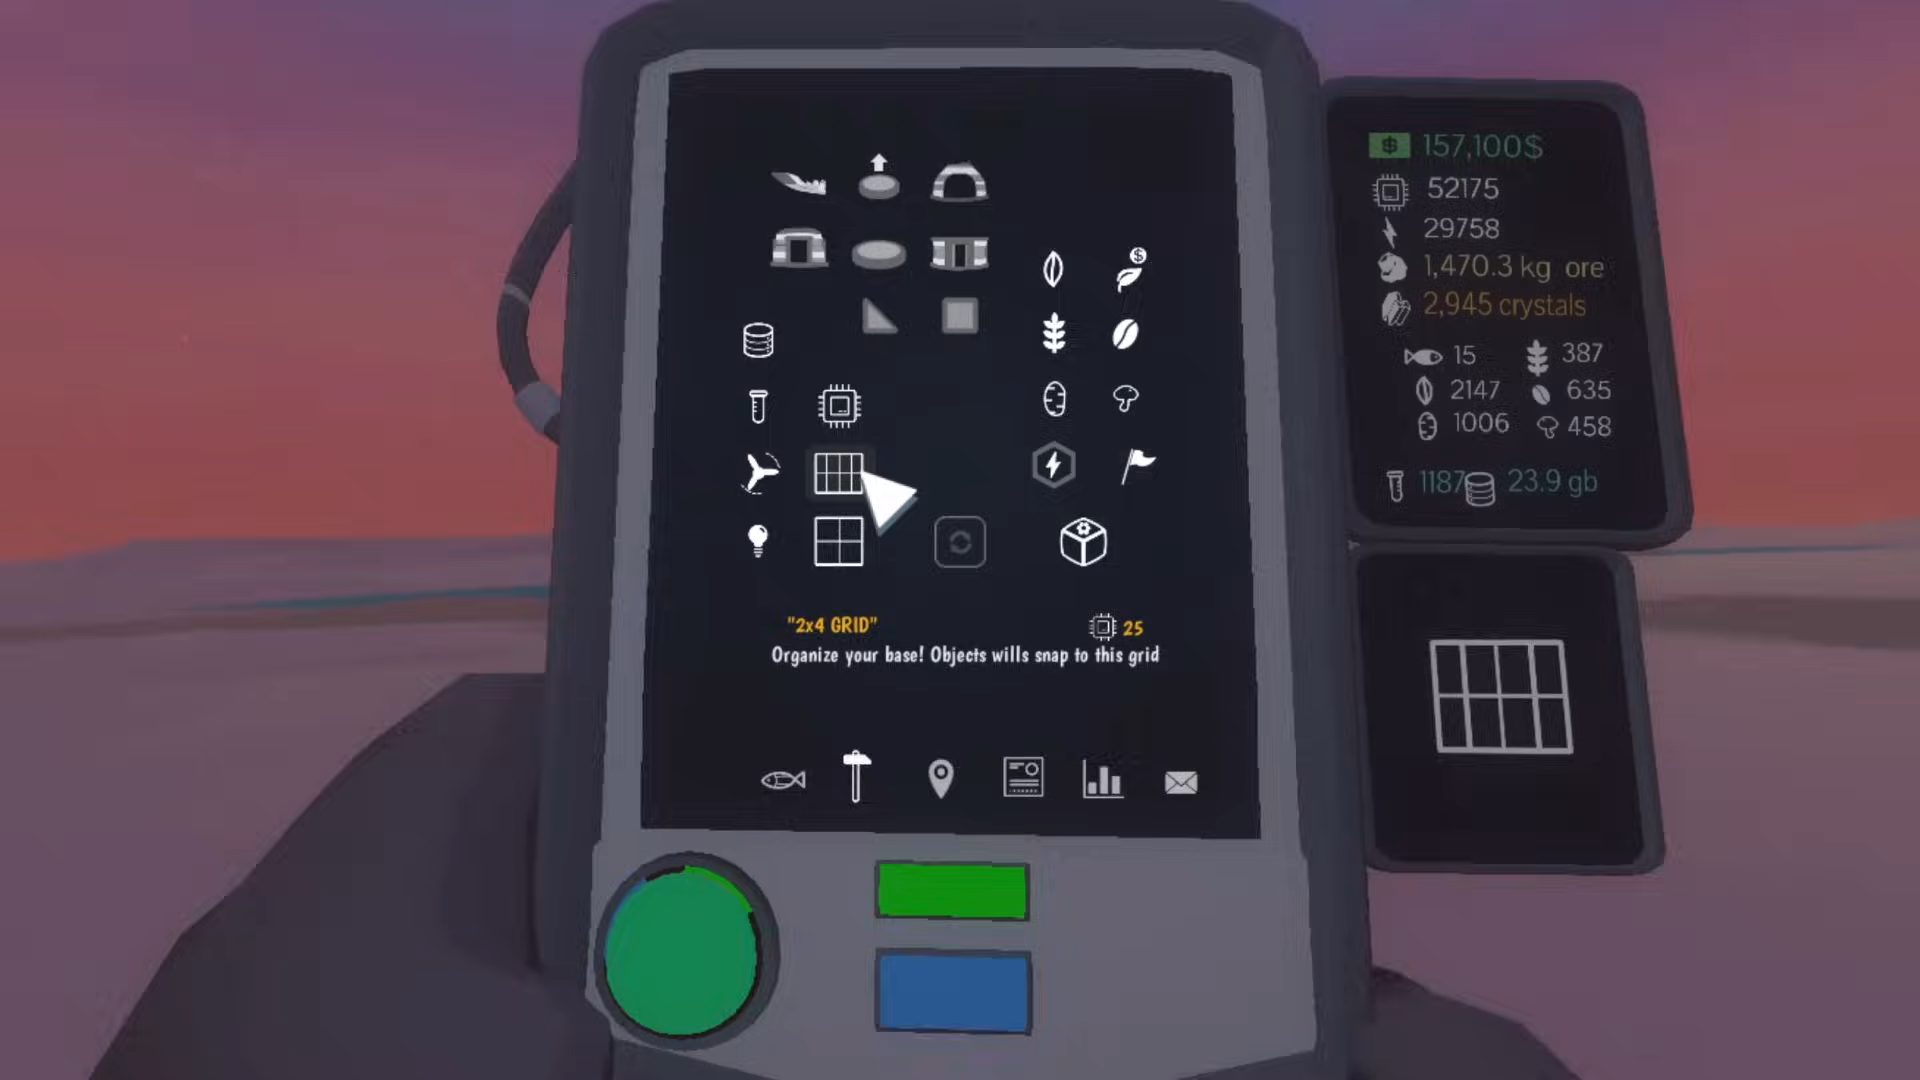 157,100$
52175
29758
1,470.3 kg ore
2,945 crystals
15
387
2147
635
1006
458
1187
23.9 gb
"2x4 GRID"
25
Organize your base! Objects wills snap to this grid